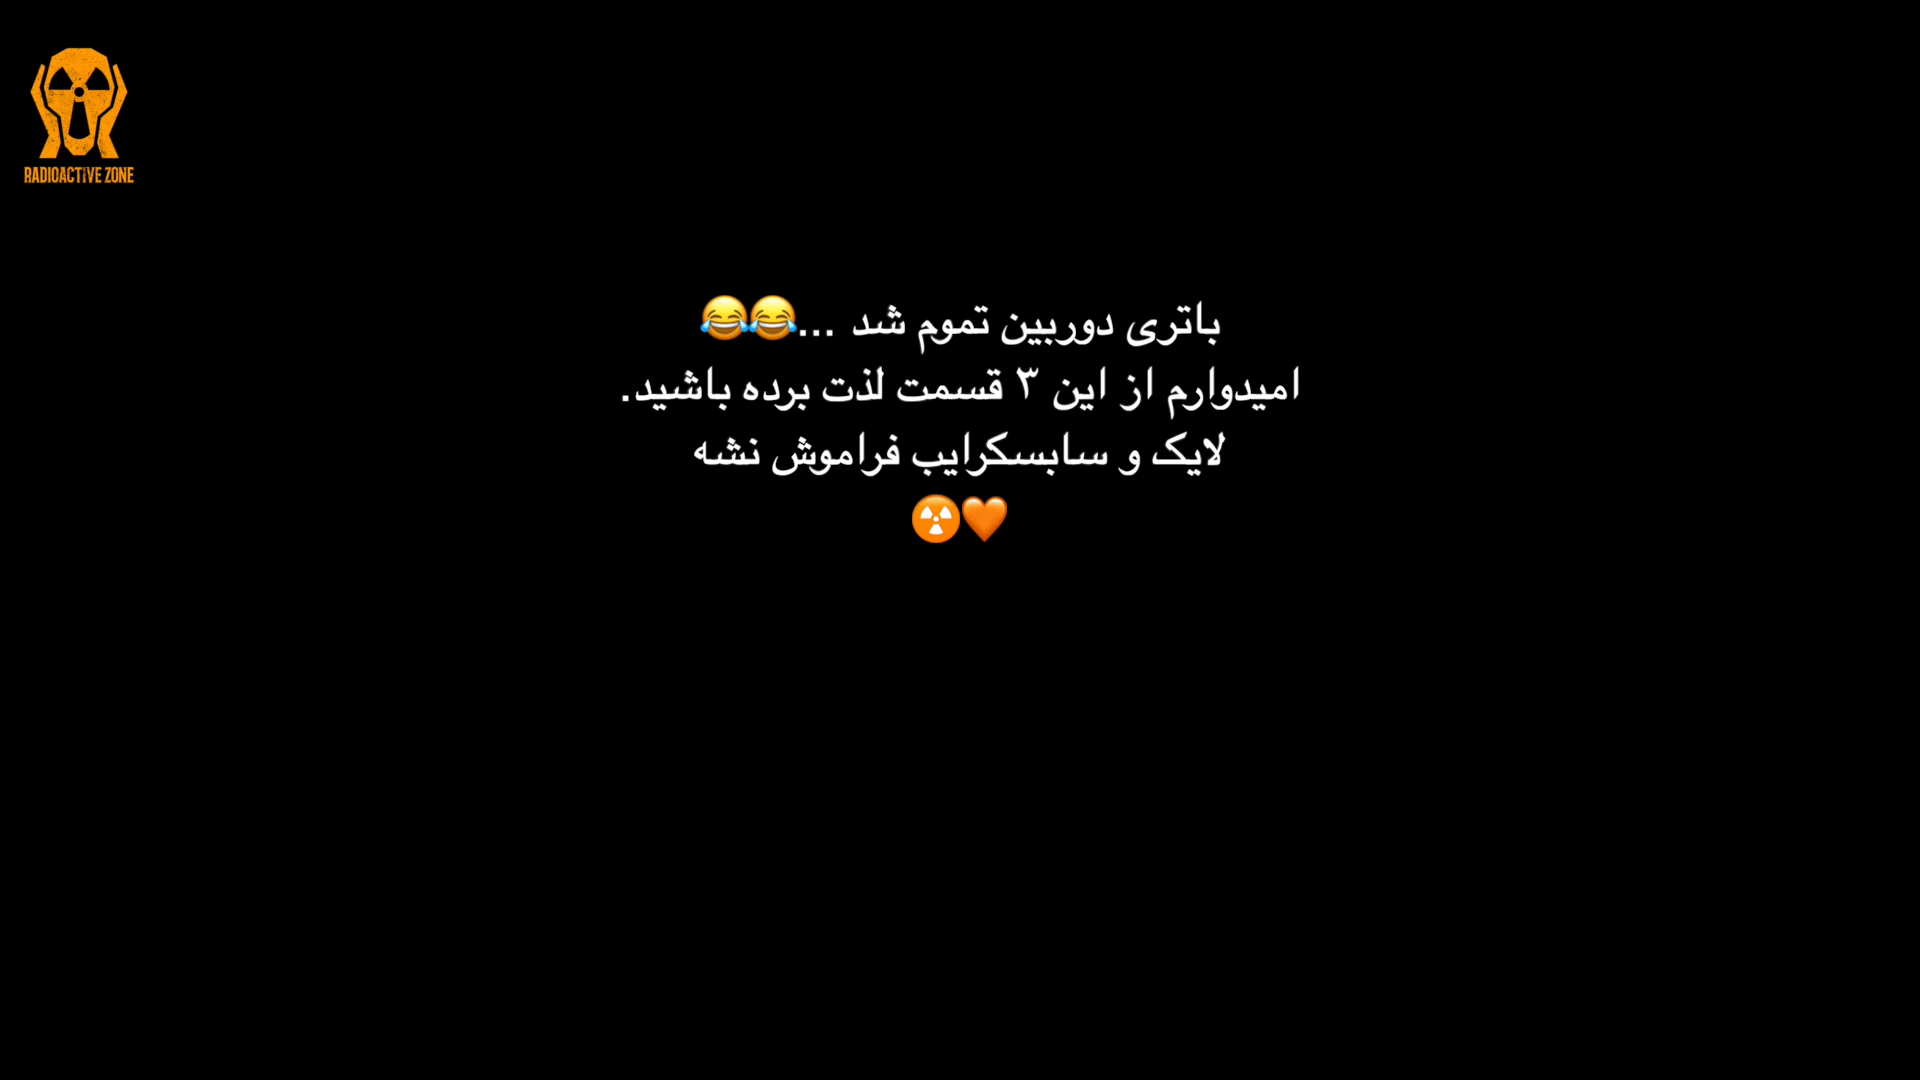 RADIOACTIVE ZONE
باتری دوربین تموم شد ...😂😂
امیدوارم از این ۳ قسمت لذت برده باشید.
لایک و سابسکرایب فراموش نشه
☢️🧡